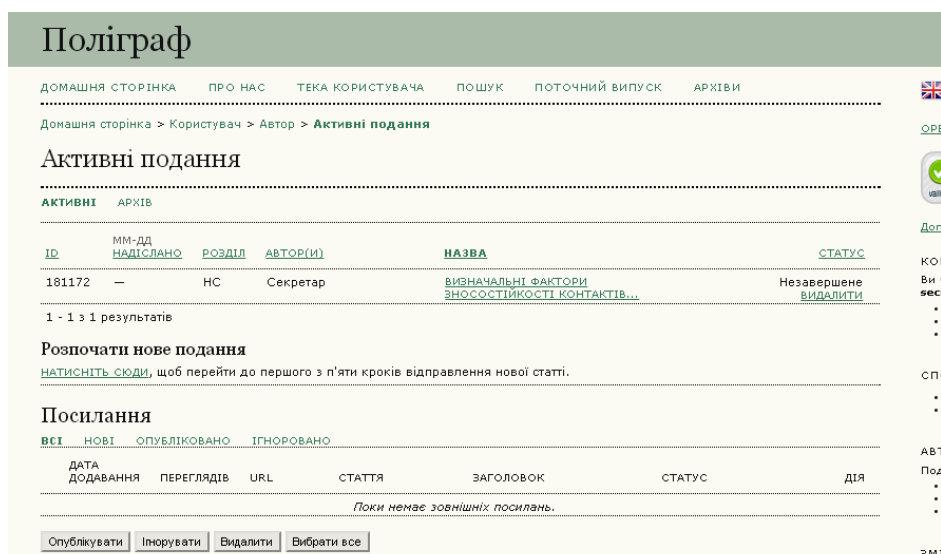 Поліграф
ДОМАШНЯ СТОРІНКА ПРО НАС ТЕКА КОРИСТУВАЧА ПОШУК ПОТОЧНИЙ ВИПУСК АРХІВИ
Домашня сторінка > Користувач > Автор > Активні подання
Активні подання
АКТИВНІ АРХІВ
ID ММ-ДД НАДІСЛАНО РОЗДІЛ АВТОР(И) НАЗВА СТАТУС
181172 — НС Секретар ВИЗНАЧАЛЬНІ ФАКТОРИ Незавершене
ЗНОСОСТІЙКОСТІ КОНТАКТІВ... ВИДАЛИТИ
1 - 1 з 1 результатів
Розпочати нове подання
НАТИСНІТЬ СЮДИ, щоб перейти до першого з п'яти кроків відправлення нової статті.
Посилання
ВСІ НОВІ ОПУБЛІКОВАНО ІГНОРОВАНО
ДАТА
ДОДАВАННЯ ПЕРЕГЛЯДІВ URL СТАТТЯ ЗАГОЛОВОК СТАТУС ДІЯ
Поки немає зовнішніх посилань.
Опублікувати Ігнорувати Видалити Вибрати все
Ви